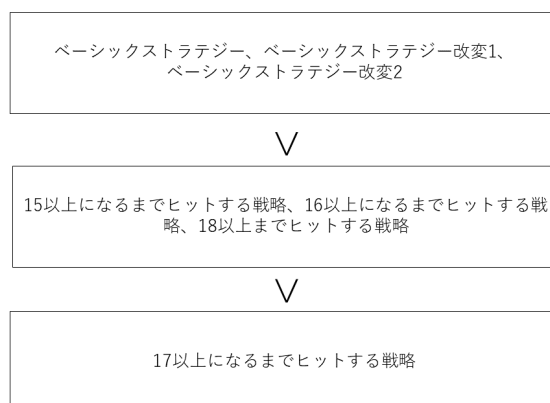 ベーシックストラテジー、ベーシックストラテジー改変1、
ベーシックストラテジー改変2
∨
15以上になるまでヒットする戦略、16以上になるまでヒットする戦
略、18以上までヒットする戦略
∨
17以上になるまでヒットする戦略